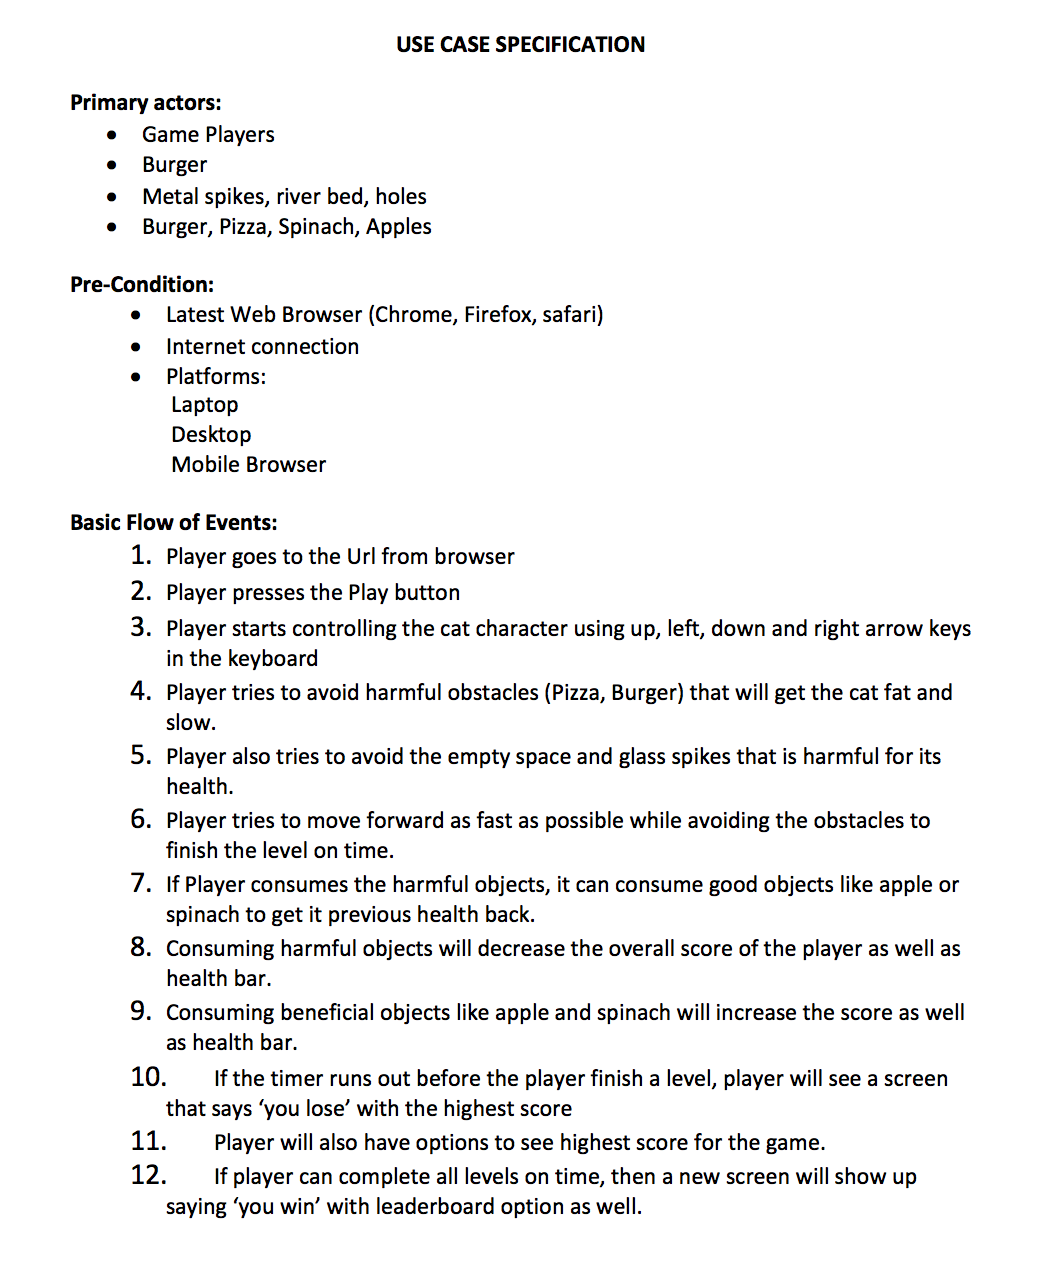 USE CASE SPECIFICATION
Primary actors:
• Game Players
• Burger
• Metal spikes, river bed, holes
• Burger, Pizza, Spinach, Apples
Pre-Condition:
• Latest Web Browser (Chrome, Firefox, safari)
• Internet connection
• Platforms:
Laptop
Desktop
Mobile Browser
Basic Flow of Events:
1. Player goes to the Url from browser
2. Player presses the Play button
3. Player starts controlling the cat character using up, left, down and right arrow keys
in the keyboard
4. Player tries to avoid harmful obstacles (Pizza, Burger) that will get the cat fat and
slow.
5. Player also tries to avoid the empty space and glass spikes that is harmful for its
health.
6. Player tries to move forward as fast as possible while avoiding the obstacles to
finish the level on time.
7. If Player consumes the harmful objects, it can consume good objects like apple or
spinach to get it previous health back.
8. Consuming harmful objects will decrease the overall score of the player as well as
health bar.
9. Consuming beneficial objects like apple and spinach will increase the score as well
as health bar.
10. If the timer runs out before the player finish a level, player will see a screen
that says ‘you lose’ with the highest score
11. Player will also have options to see highest score for the game.
12. If player can complete all levels on time, then a new screen will show up
saying ‘you win’ with leaderboard option as well.